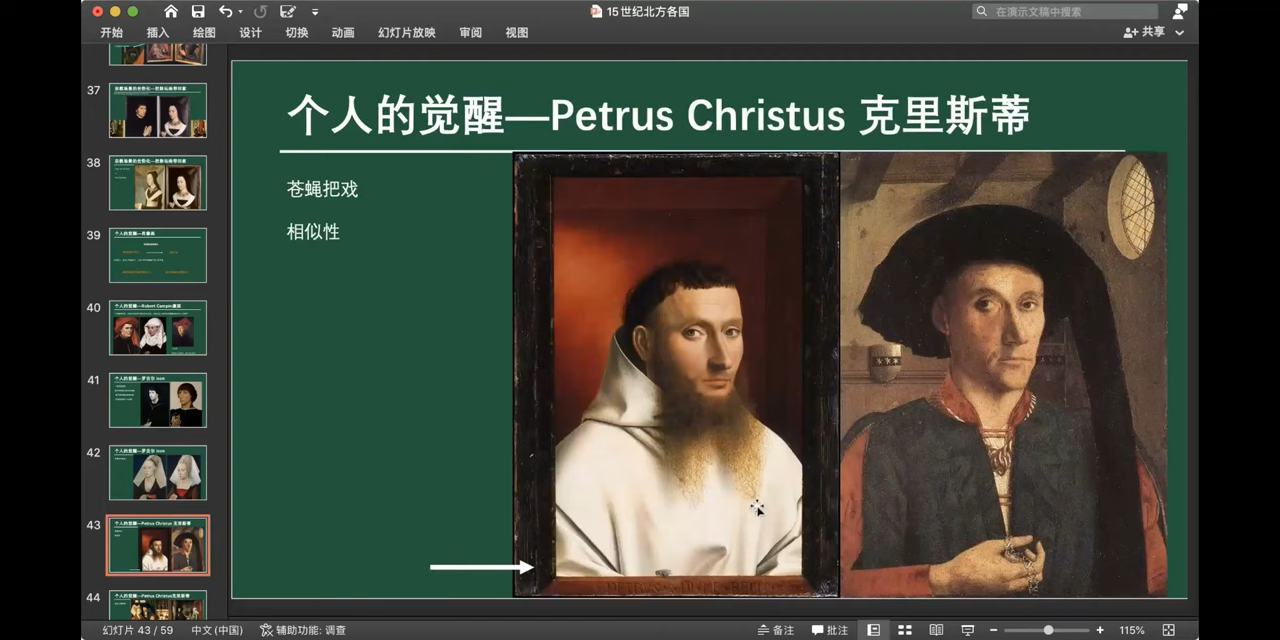 15世纪北方各国
在演示文稿中搜索
开始 插入 绘图 设计 切换 动画 幻灯片放映 审阅 视图 共享
37
38
39
40
41
42
43
44
个人的觉醒—Petrus Christus 克里斯蒂
苍蝇把戏
相似性
幻灯片 43 / 59 中文(中国) 辅助功能: 调查 备注 批注 115%